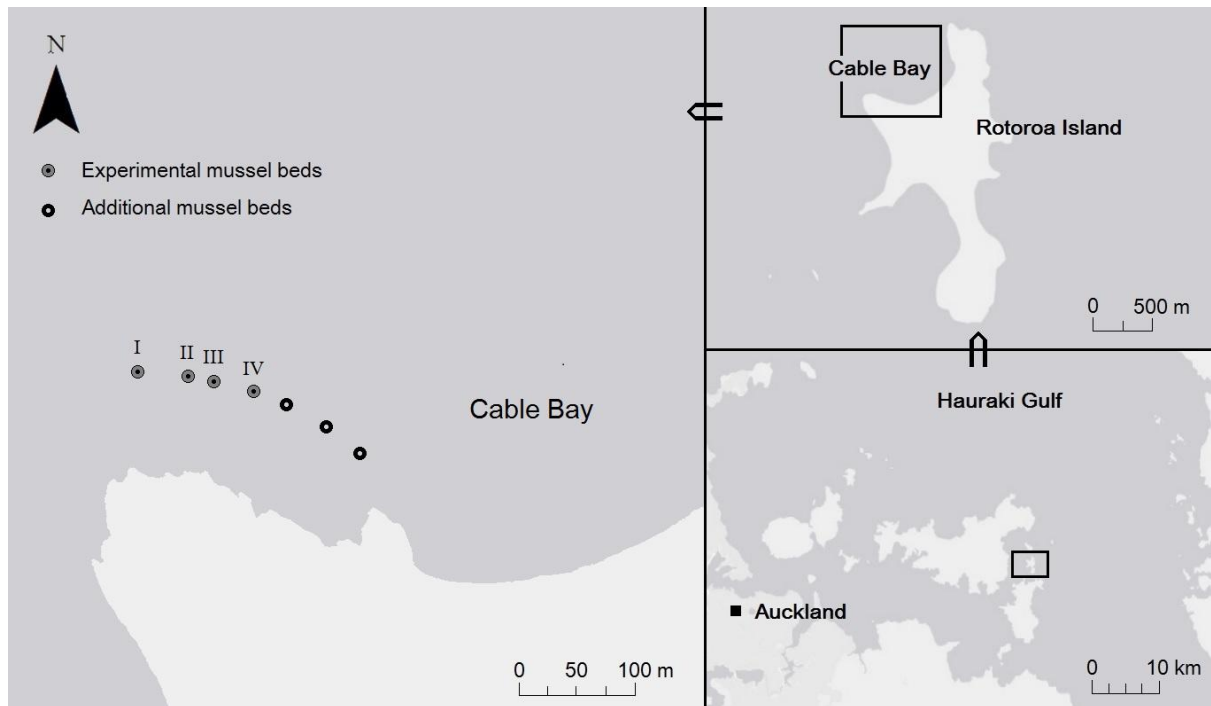 N
Experimental mussel beds
Additional mussel beds
I
II
III
IV
Cable Bay
0 50 100 m
Cable Bay
Rotoroa Island
0 500 m
Hauraki Gulf
Auckland
0 10 km